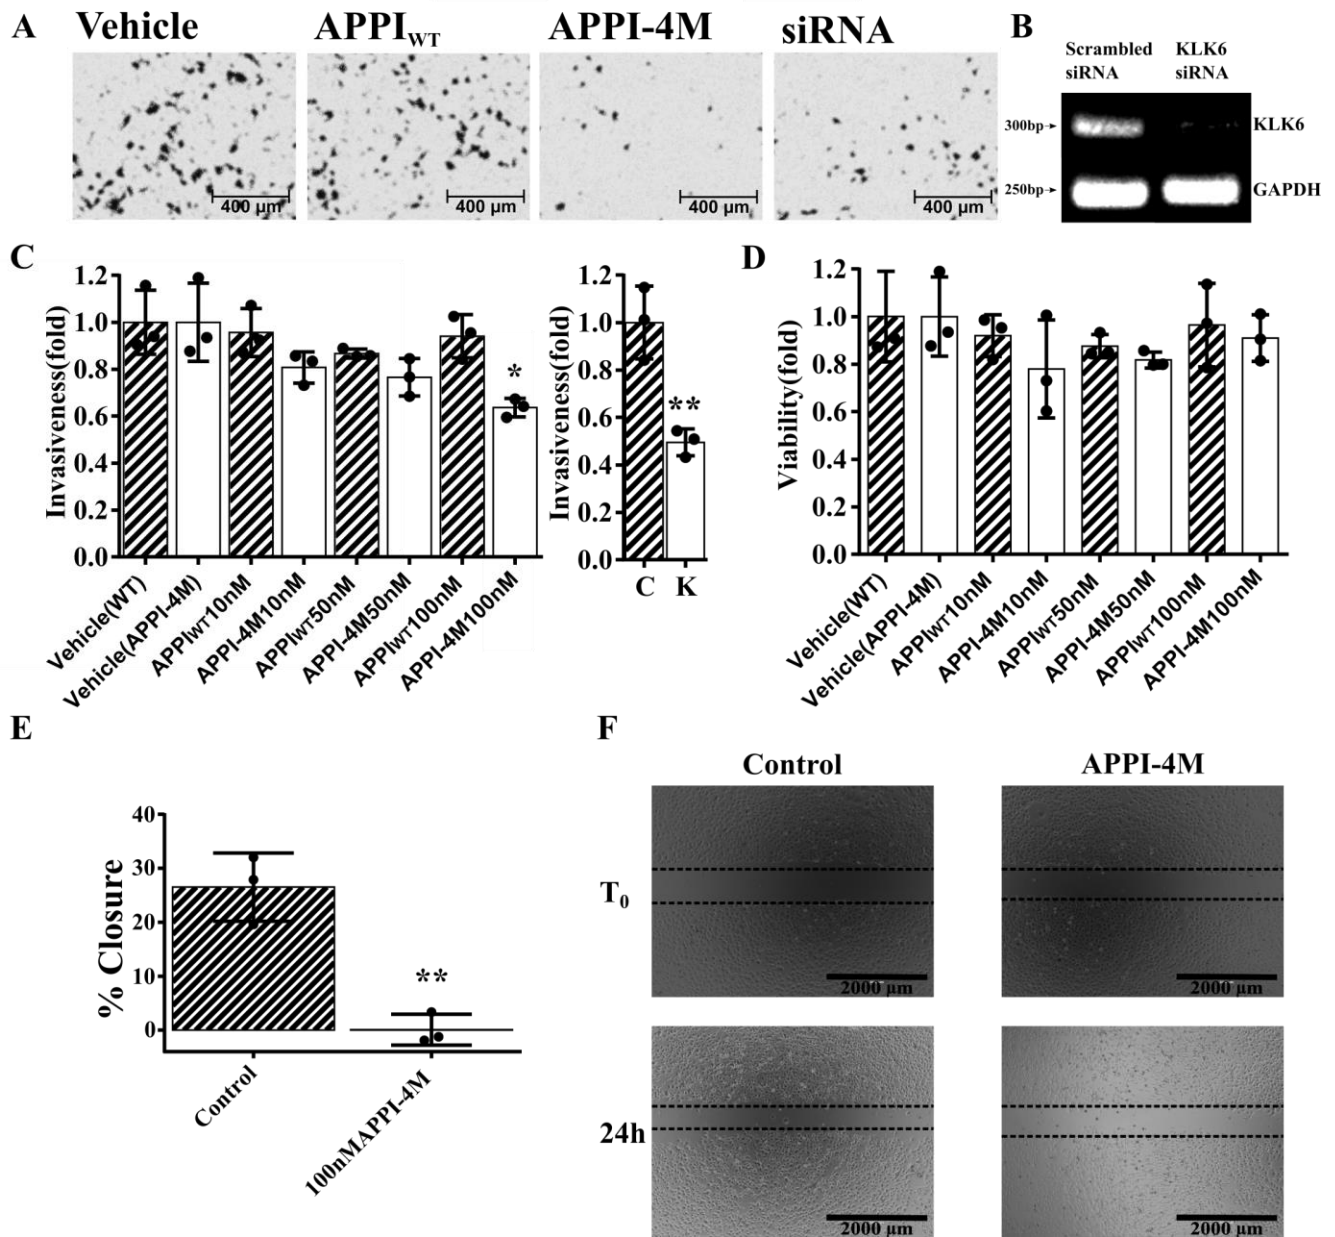 A
Vehicle
APPIWT
APPI-4M
siRNA
400 µm
400 µm
400 µm
400 µm
B
Scrambled
siRNA
KLK6
siRNA
300bp
250bp
KLK6
GAPDH
C
Invasiveness(fold)
1.2
1.0
0.8
0.6
0.4
0.2
0.0
*
Vehicle(WT)
Vehicle(APPI-4M)
APPIWT10nM
APPI-4M10nM
APPIWT50nM
APPI-4M50nM
APPIWT100nM
APPI-4M100nM
Invasiveness(fold)
1.2
1.0
0.8
0.6
0.4
0.2
0.0
**
C
K
D
Viability(fold)
1.2
1.0
0.8
0.6
0.4
0.2
0.0
Vehicle(WT)
Vehicle(APPI-4M)
APPIWT10nM
APPI-4M10nM
APPIWT50nM
APPI-4M50nM
APPIWT100nM
APPI-4M100nM
E
% Closure
40
30
20
10
0
**
Control
100nMAPPI-4M
F
Control
APPI-4M
T0
2000 µm
2000 µm
24h
2000 µm
2000 µm